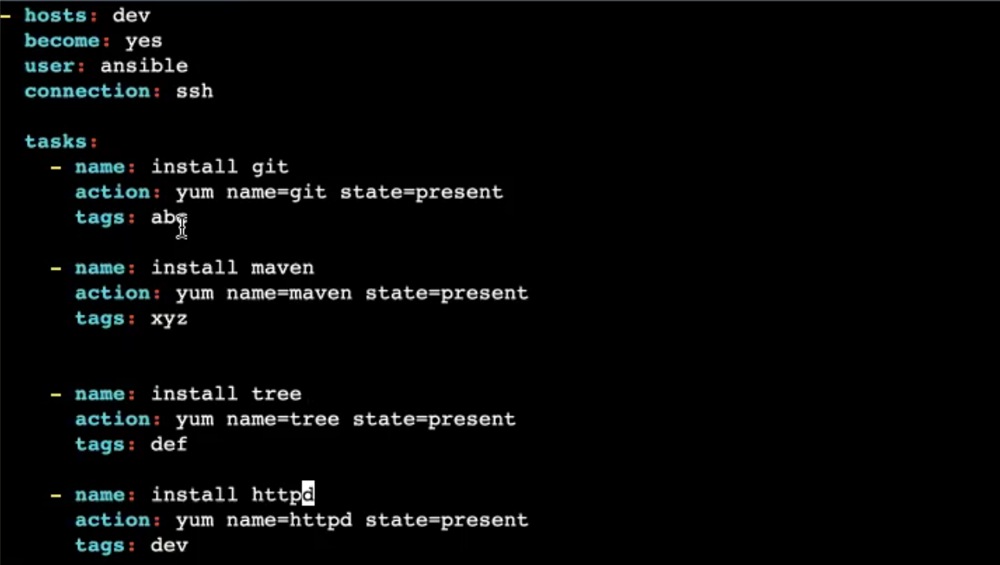 - hosts: dev
  become: yes
  user: ansible
  connection: ssh

  tasks:
    - name: install git
      action: yum name=git state=present
      tags: abc

    - name: install maven
      action: yum name=maven state=present
      tags: xyz


    - name: install tree
      action: yum name=tree state=present
      tags: def

    - name: install httpd
      action: yum name=httpd state=present
      tags: dev